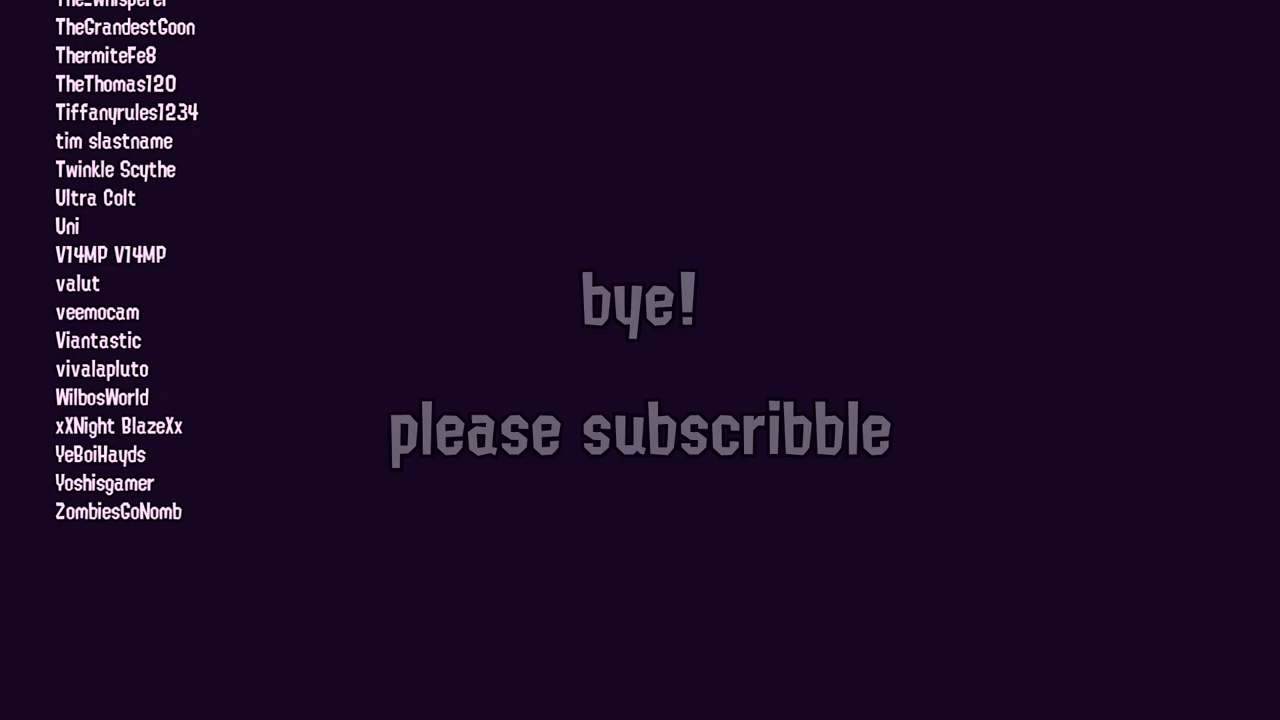 The_Whisperer
TheGrandestGoon
ThermiteFe8
TheThomas120
Tiffanyrules1234
tim slastname
Twinkle Scythe
Ultra Colt
Uni
V14MP V14MP
valut
veemocam
Viantastic
vivalapluto
WilbosWorld
xXNight BlazeXx
YeBoiHayds
Yoshisgamer
ZombiesGoNomb
bye!
please subscribble